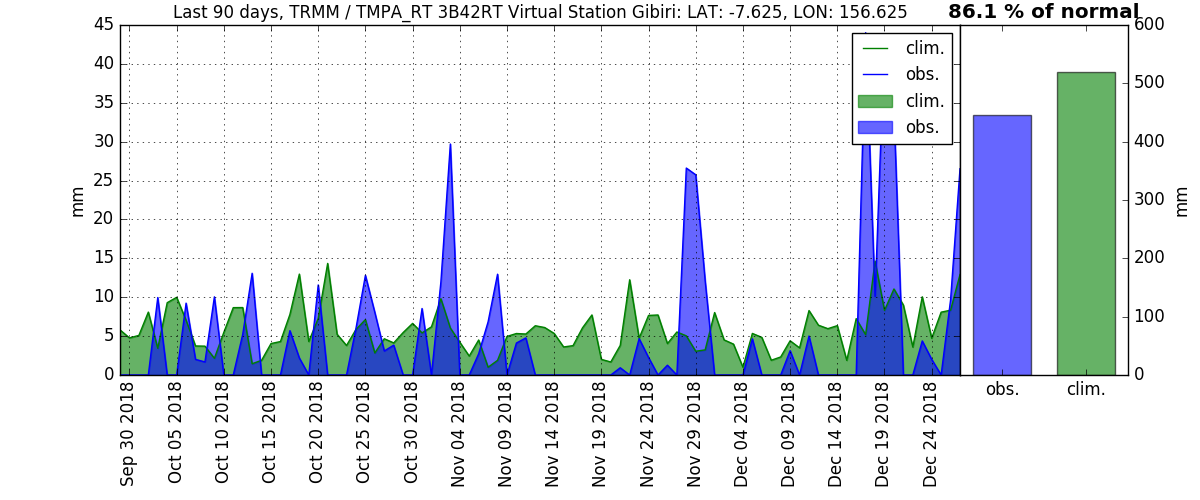 Last 90 days, TRMM / TMPA_RT 3B42RT Virtual Station Gibiri: LAT: -7.625, LON: 156.625
86.1 % of normal
45
40
35
30
25
20
15
10
5
0
mm
clim.
obs.
clim.
obs.
600
500
400
300
200
100
0
mm
obs.
clim.
Sep 30 2018
Oct 05 2018
Oct 10 2018
Oct 15 2018
Oct 20 2018
Oct 25 2018
Oct 30 2018
Nov 04 2018
Nov 09 2018
Nov 14 2018
Nov 19 2018
Nov 24 2018
Nov 29 2018
Dec 04 2018
Dec 09 2018
Dec 14 2018
Dec 19 2018
Dec 24 2018